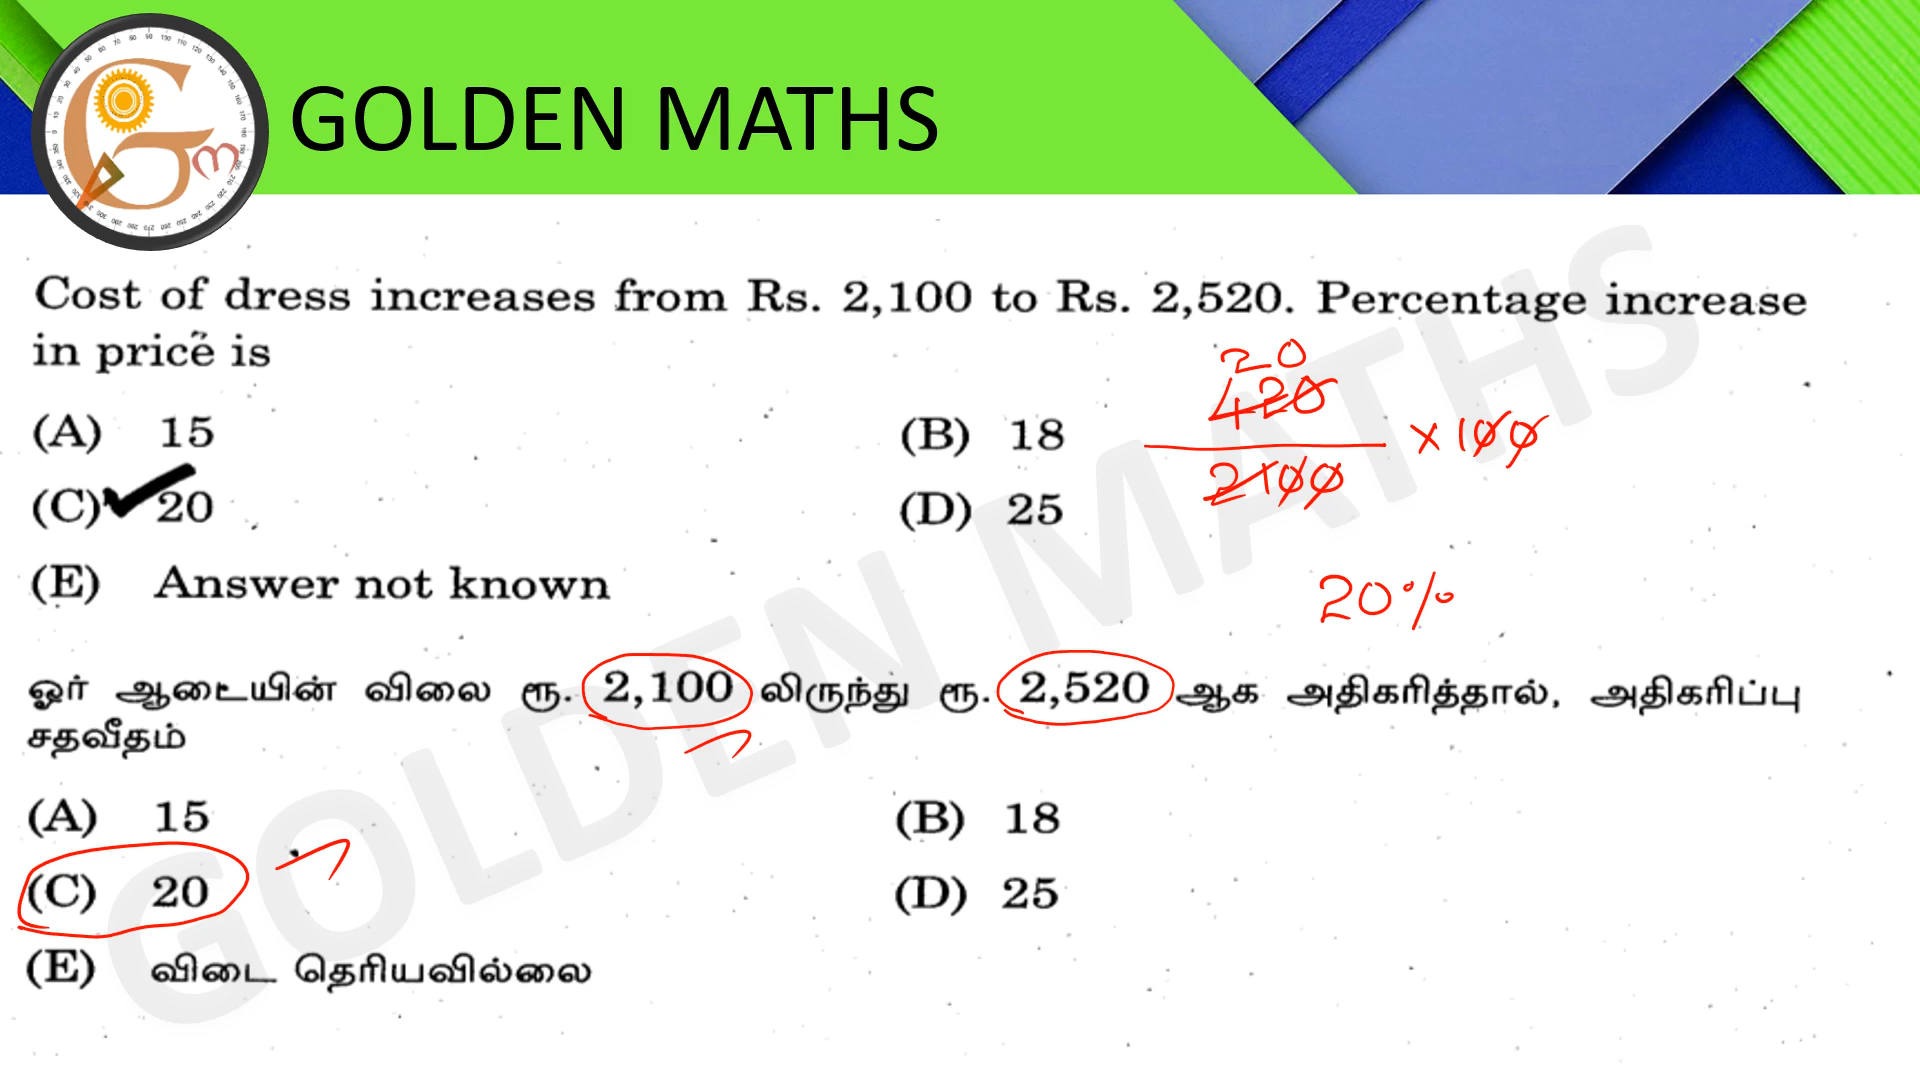 GOLDEN MATHS
Cost of dress increases from Rs. 2,100 to Rs. 2,520. Percentage increase
in price is
20
420
2100
×100
(A) 15
(B) 18
(C) 20
(D) 25
(E) Answer not known
20%
ஓர் ஆடையின் விலை ரூ. 2,100 லிருந்து ரூ. 2,520 ஆக அதிகரித்தால், அதிகரிப்பு
சதவீதம்
(A) 15
(B) 18
(C) 20
(D) 25
(E) விடை தெரியவில்லை
GOLDEN MATHS